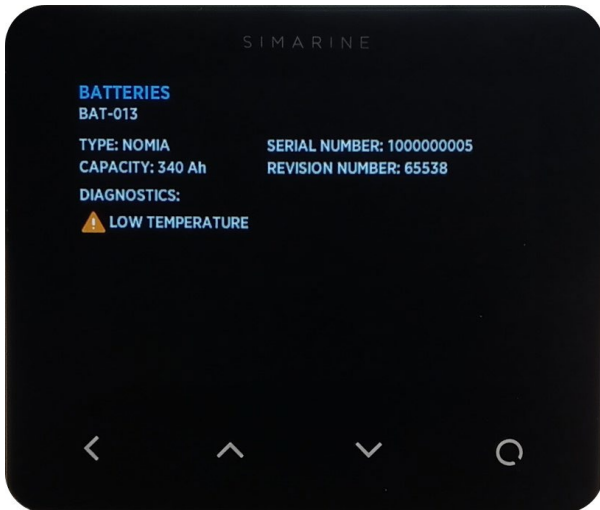 SIMARINE
BATTERIES
BAT-013
TYPE: NOMIA
SERIAL NUMBER: 1000000005
CAPACITY: 340 Ah
REVISION NUMBER: 65538
DIAGNOSTICS:
LOW TEMPERATURE